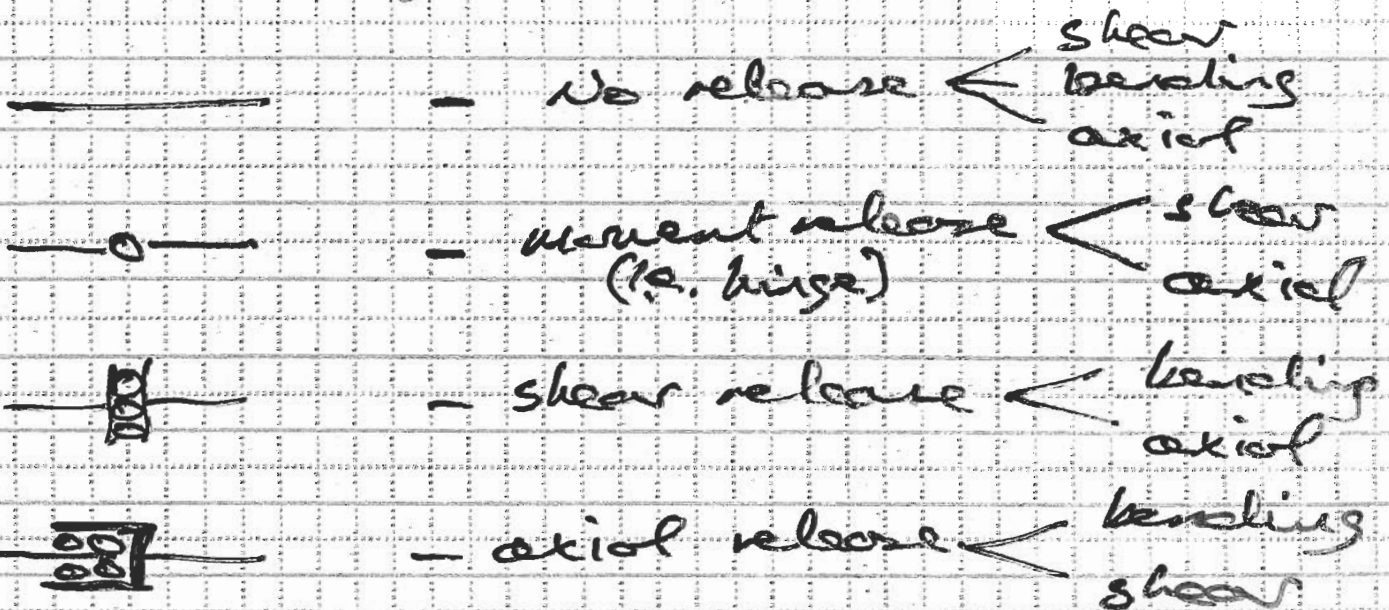 shear
- No release < bending
axial
- moment release < shear
(i.e. hinge) axial
- shear release < bending
axial
- axial release < bending
shear